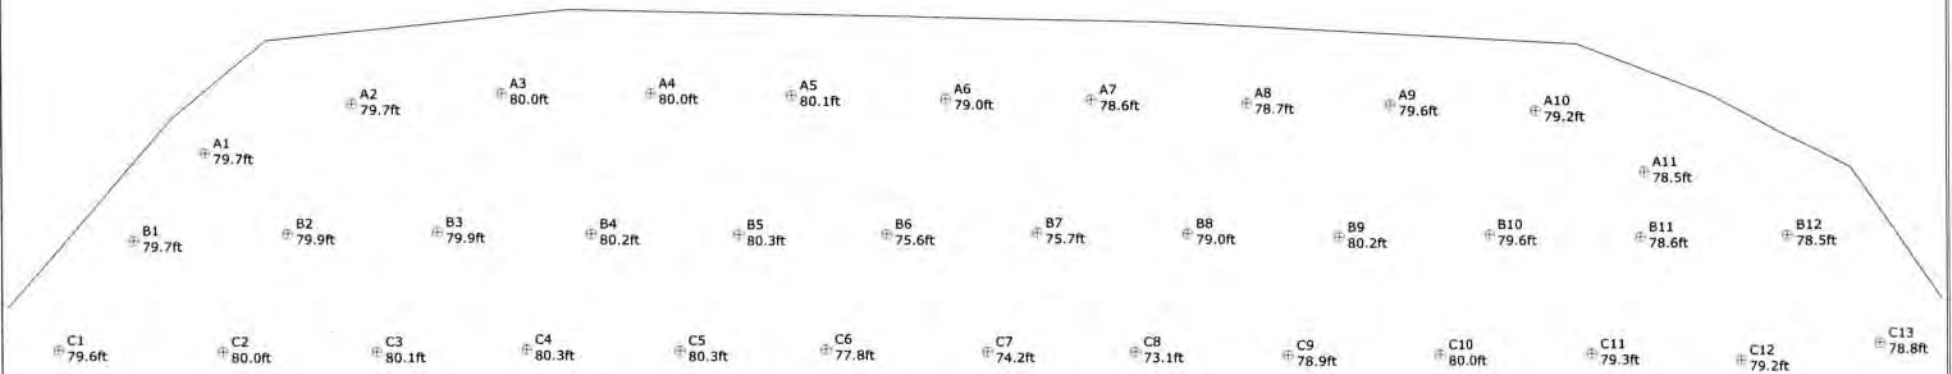 A1
79.7ft
A2
79.7ft
A3
80.0ft
A4
80.0ft
A5
80.1ft
A6
79.0ft
A7
78.6ft
A8
78.7ft
A9
79.6ft
A10
79.2ft
A11
78.5ft
B1
79.7ft
B2
79.9ft
B3
79.9ft
B4
80.2ft
B5
80.3ft
B6
75.6ft
B7
75.7ft
B8
79.0ft
B9
80.2ft
B10
79.6ft
B11
78.6ft
B12
78.5ft
C1
79.6ft
C2
80.0ft
C3
80.1ft
C4
80.3ft
C5
80.3ft
C6
77.8ft
C7
74.2ft
C8
73.1ft
C9
78.9ft
C10
80.0ft
C11
79.3ft
C12
79.2ft
C13
78.8ft